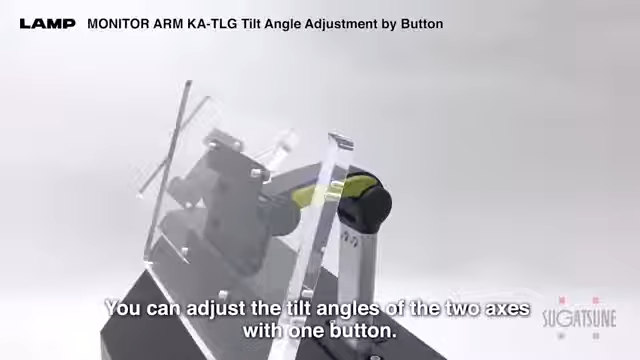 LAMP MONITOR ARM KA-TLG Tilt Angle Adjustment by Button
You can adjust the tilt angles of the two axes
with one button.
SUGATSUNE